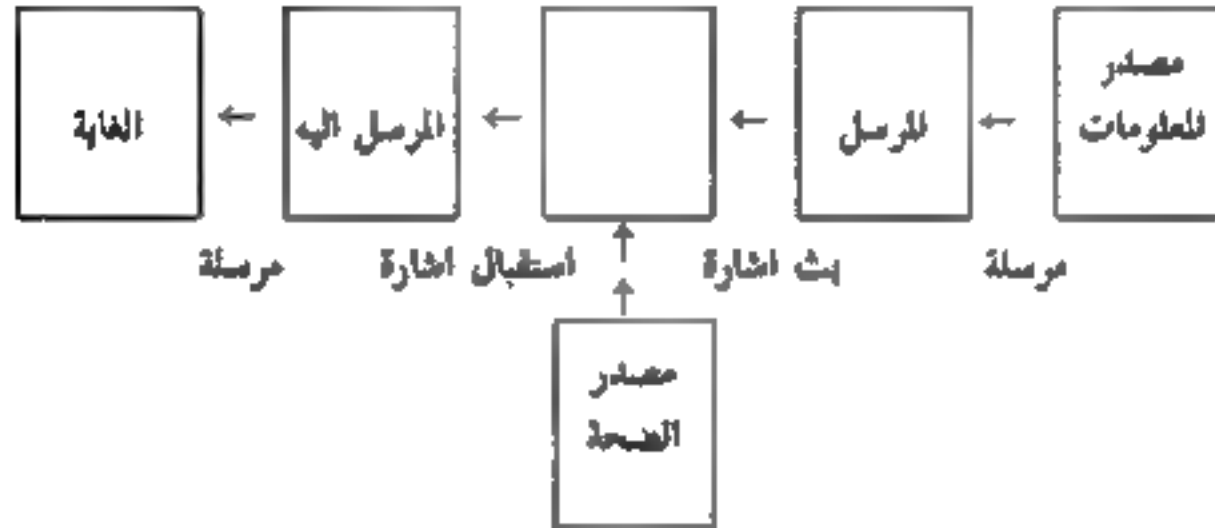 مصدر
المعلومات
المرسل
المرسل اليه
الغاية
مرسلة
بث اشارة
استقبال اشارة
مرسلة
مصدر
الضجة